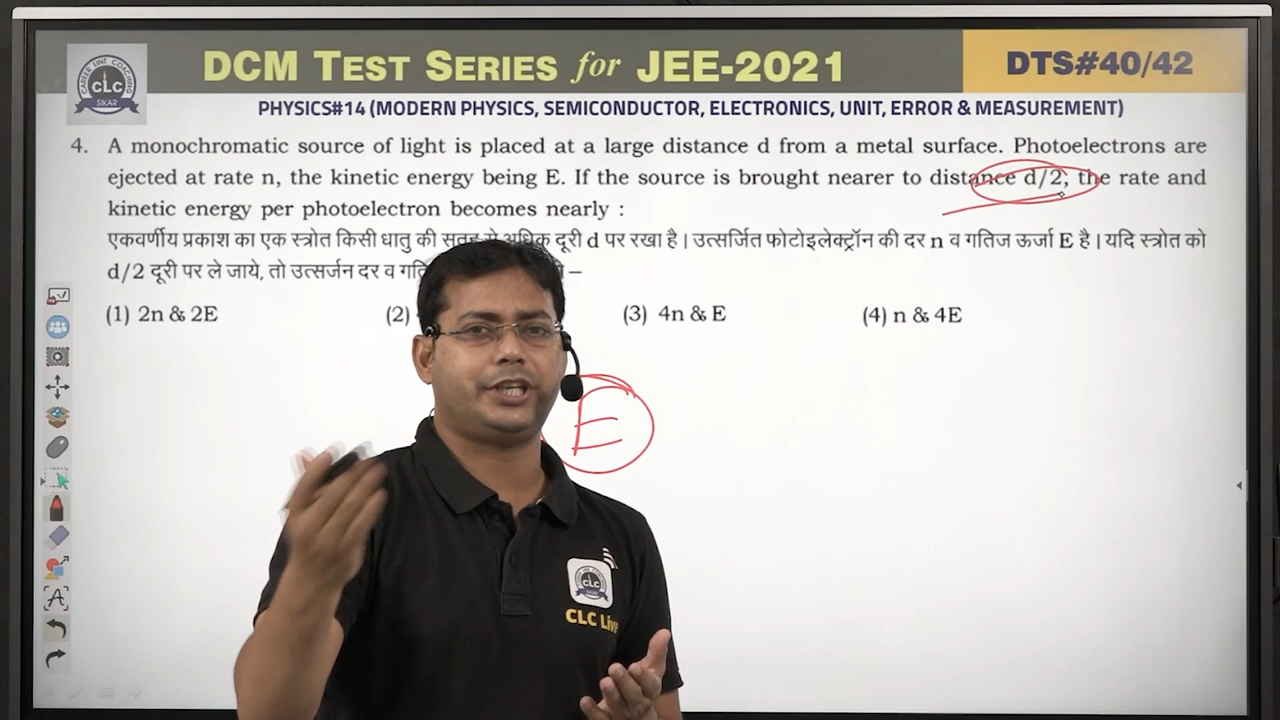 DCM TEST SERIES for JEE-2021
DTS#40/42
CAREER LINE COACHING
CLC
SIKAR
PHYSICS#14 (MODERN PHYSICS, SEMICONDUCTOR, ELECTRONICS, UNIT, ERROR & MEASUREMENT)
4. A monochromatic source of light is placed at a large distance d from a metal surface. Photoelectrons are
ejected at rate n, the kinetic energy being E. If the source is brought nearer to distance d/2, the rate and
kinetic energy per photoelectron becomes nearly :
एकवर्णीय प्रकाश का एक स्त्रोत किसी धातु की सतह से अधिक दूरी d पर रखा है। उत्सर्जित फोटोइलेक्ट्रॉन की दर n व गतिज ऊर्जा E है। यदि स्त्रोत को
d/2 दूरी पर ले जाये, तो उत्सर्जन दर व –
(1) 2n & 2E (2) (3) 4n & E (4) n & 4E
E
CLC
CLC Live